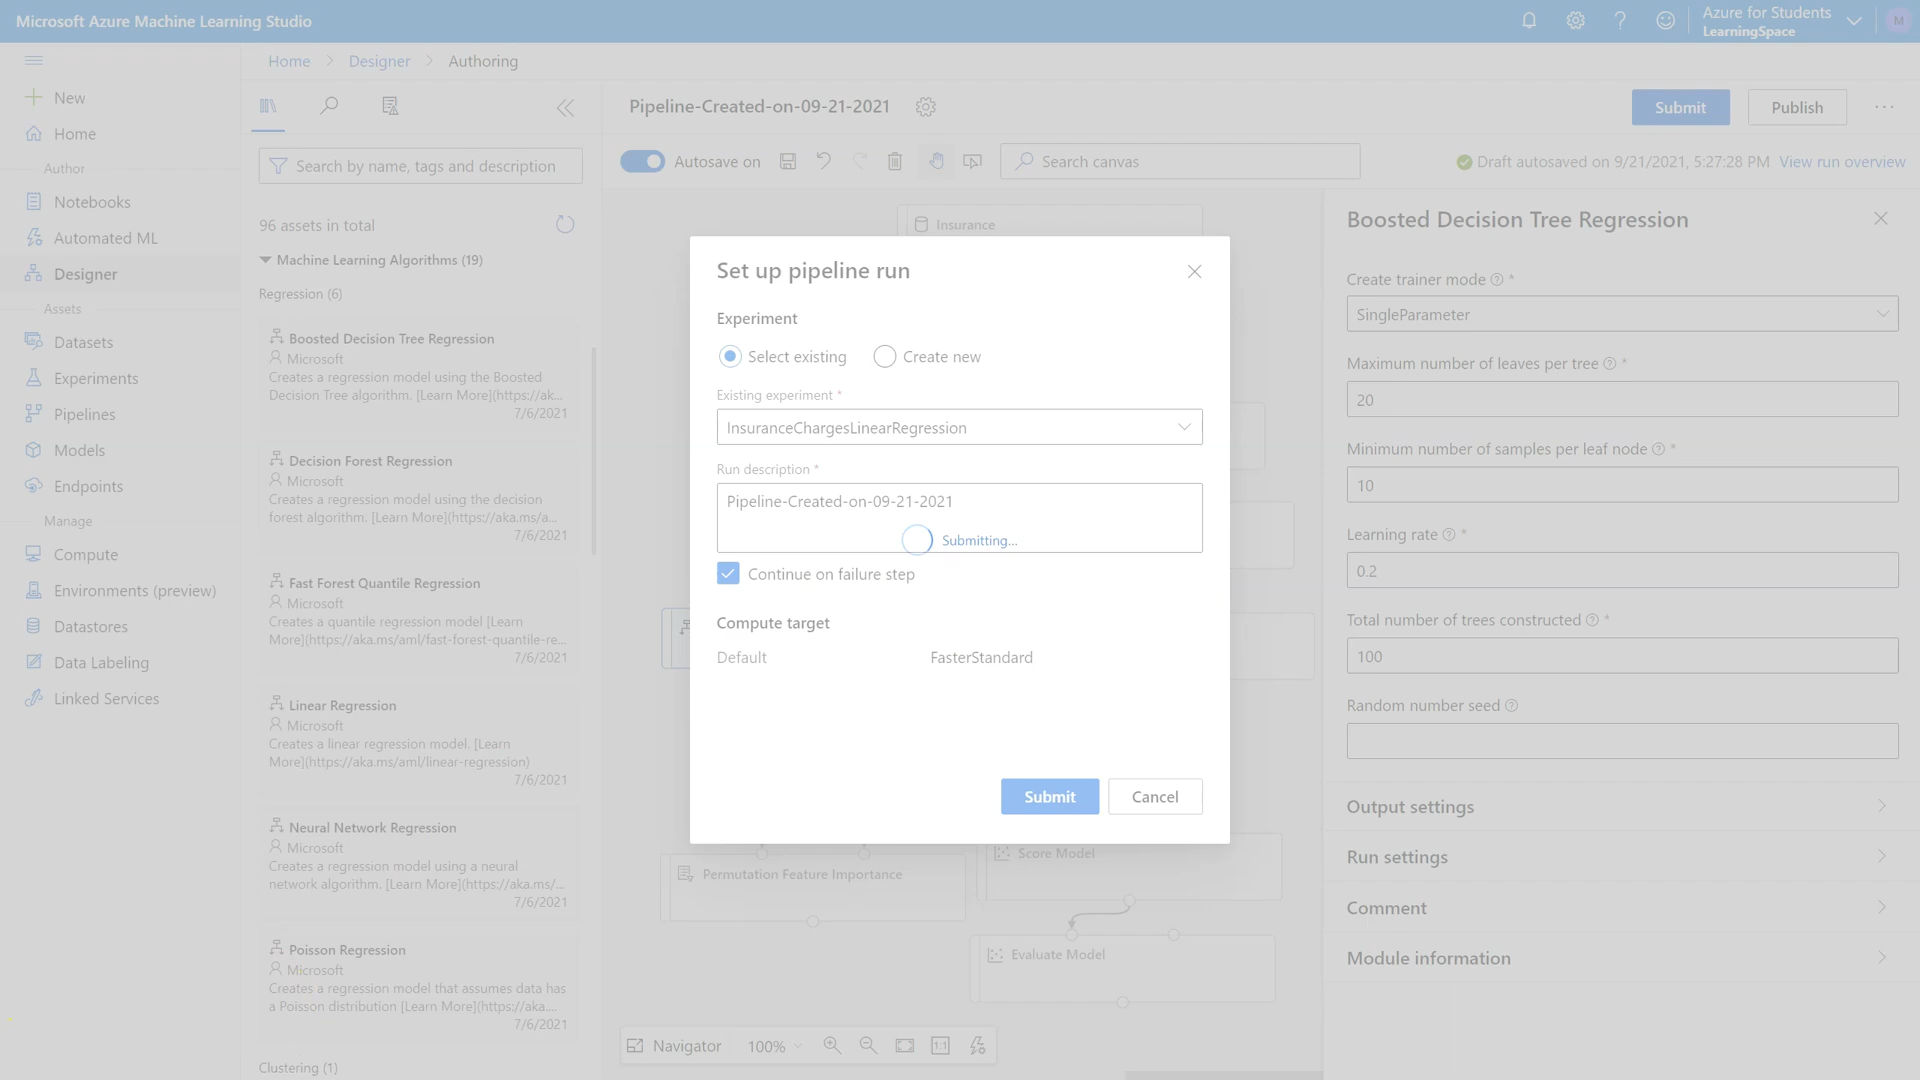 Microsoft Azure Machine Learning Studio
Azure for Students
LearningSpace
M
Home > Designer > Authoring
New
Home
Author
Notebooks
Automated ML
Designer
Assets
Datasets
Experiments
Pipelines
Models
Endpoints
Manage
Compute
Environments (preview)
Datastores
Data Labeling
Linked Services
Search by name, tags and description
96 assets in total
Machine Learning Algorithms (19)
Regression (6)
Boosted Decision Tree Regression
Microsoft
Creates a regression model using the Boosted
Decision Tree algorithm. [Learn More](https://ak...
7/6/2021
Decision Forest Regression
Microsoft
Creates a regression model using the decision
forest algorithm. [Learn More](https://aka.ms/a...
7/6/2021
Fast Forest Quantile Regression
Microsoft
Creates a quantile regression model [Learn
More](https://aka.ms/aml/fast-forest-quantile-re...
7/6/2021
Linear Regression
Microsoft
Creates a linear regression model. [Learn
More](https://aka.ms/aml/linear-regression)
7/6/2021
Neural Network Regression
Microsoft
Creates a regression model using a neural
network algorithm. [Learn More](https://aka.ms/...
7/6/2021
Poisson Regression
Microsoft
Creates a regression model that assumes data has
a Poisson distribution [Learn More](https://aka....
7/6/2021
Clustering (1)
Pipeline-Created-on-09-21-2021
Submit
Publish
Autosave on
Search canvas
Draft autosaved on 9/21/2021, 5:27:28 PM
View run overview
Insurance
Set up pipeline run
Experiment
Select existing
Create new
Existing experiment *
InsuranceChargesLinearRegression
Run description *
Pipeline-Created-on-09-21-2021
Submitting...
Continue on failure step
Compute target
Default FasterStandard
Submit
Cancel
Score Model
Permutation Feature Importance
Evaluate Model
Navigator
100%
1:1
Boosted Decision Tree Regression
Create trainer mode *
SingleParameter
Maximum number of leaves per tree *
20
Minimum number of samples per leaf node *
10
Learning rate *
0.2
Total number of trees constructed *
100
Random number seed
Output settings
Run settings
Comment
Module information